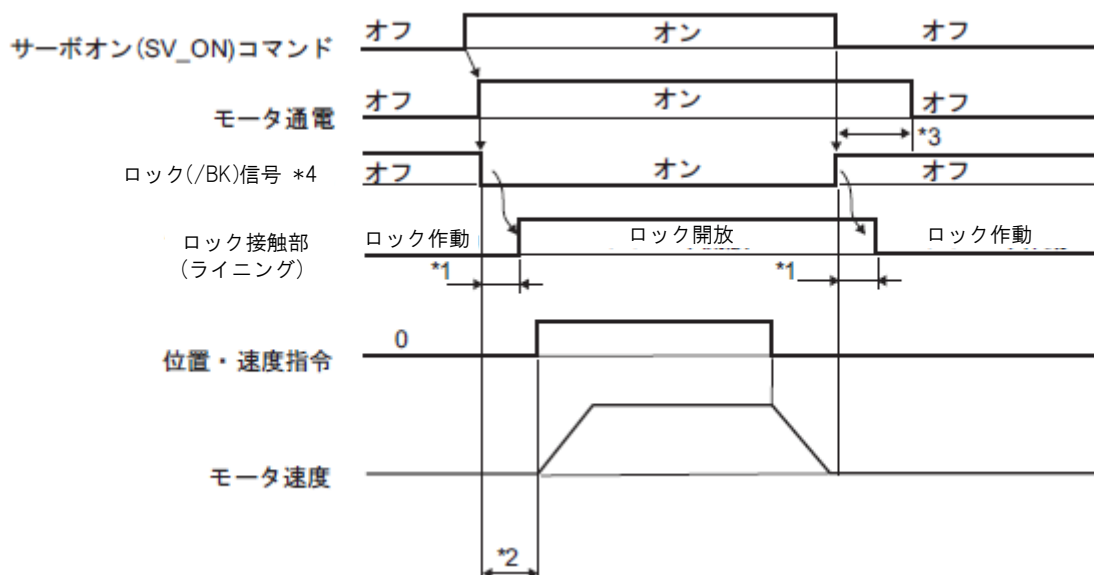 サーボオン(SV_ON)コマンド オフ オン オフ
モータ通電 オフ オン オフ
*3
ロック(/BK)信号 *4 オフ オン オフ
ロック接触部 ロック作動 ロック開放 ロック作動
(ライニング)
*1 *1
位置・速度指令 0
モータ速度
*2